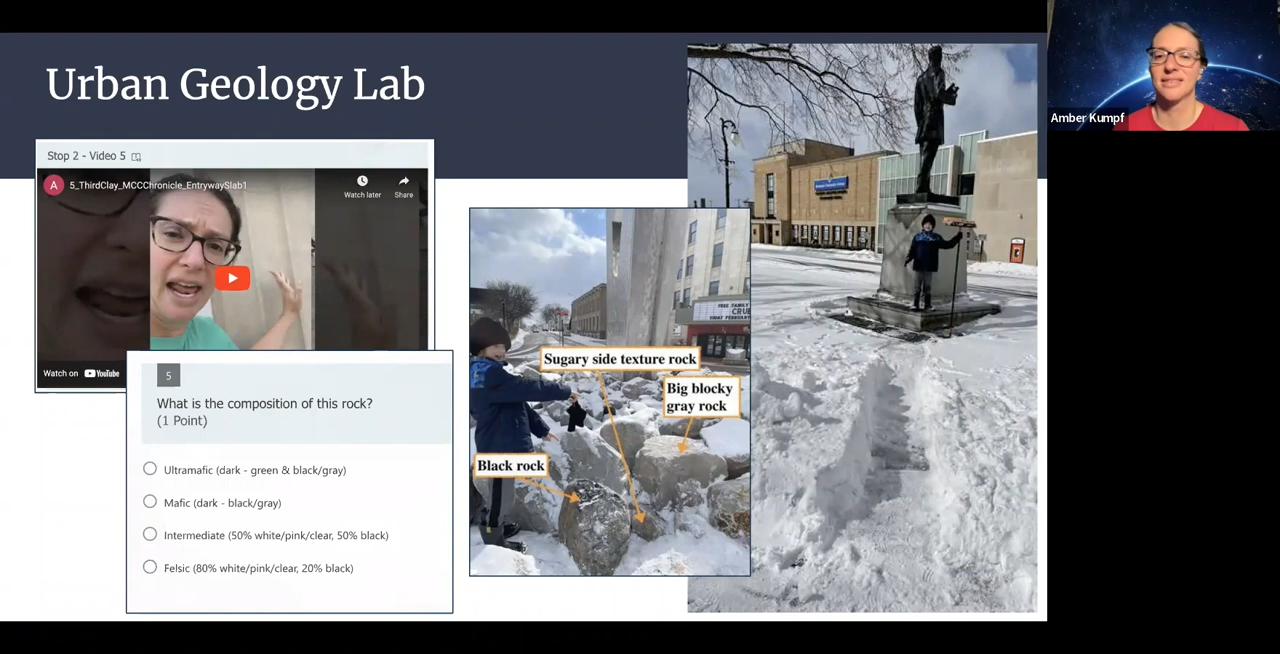 Urban Geology Lab
Amber Kumpf
Stop 2 - Video 5
A
5_ThirdClay_MCCChronicle_EntrywaySlab1
Watch later
Share
Watch on YouTube
5
What is the composition of this rock?
(1 Point)
Ultramafic (dark - green & black/gray)
Mafic (dark - black/gray)
Intermediate (50% white/pink/clear, 50% black)
Felsic (80% white/pink/clear, 20% black)
Sugary side texture rock
Big blocky
gray rock
Black rock
FREE FAMILY
CRUE